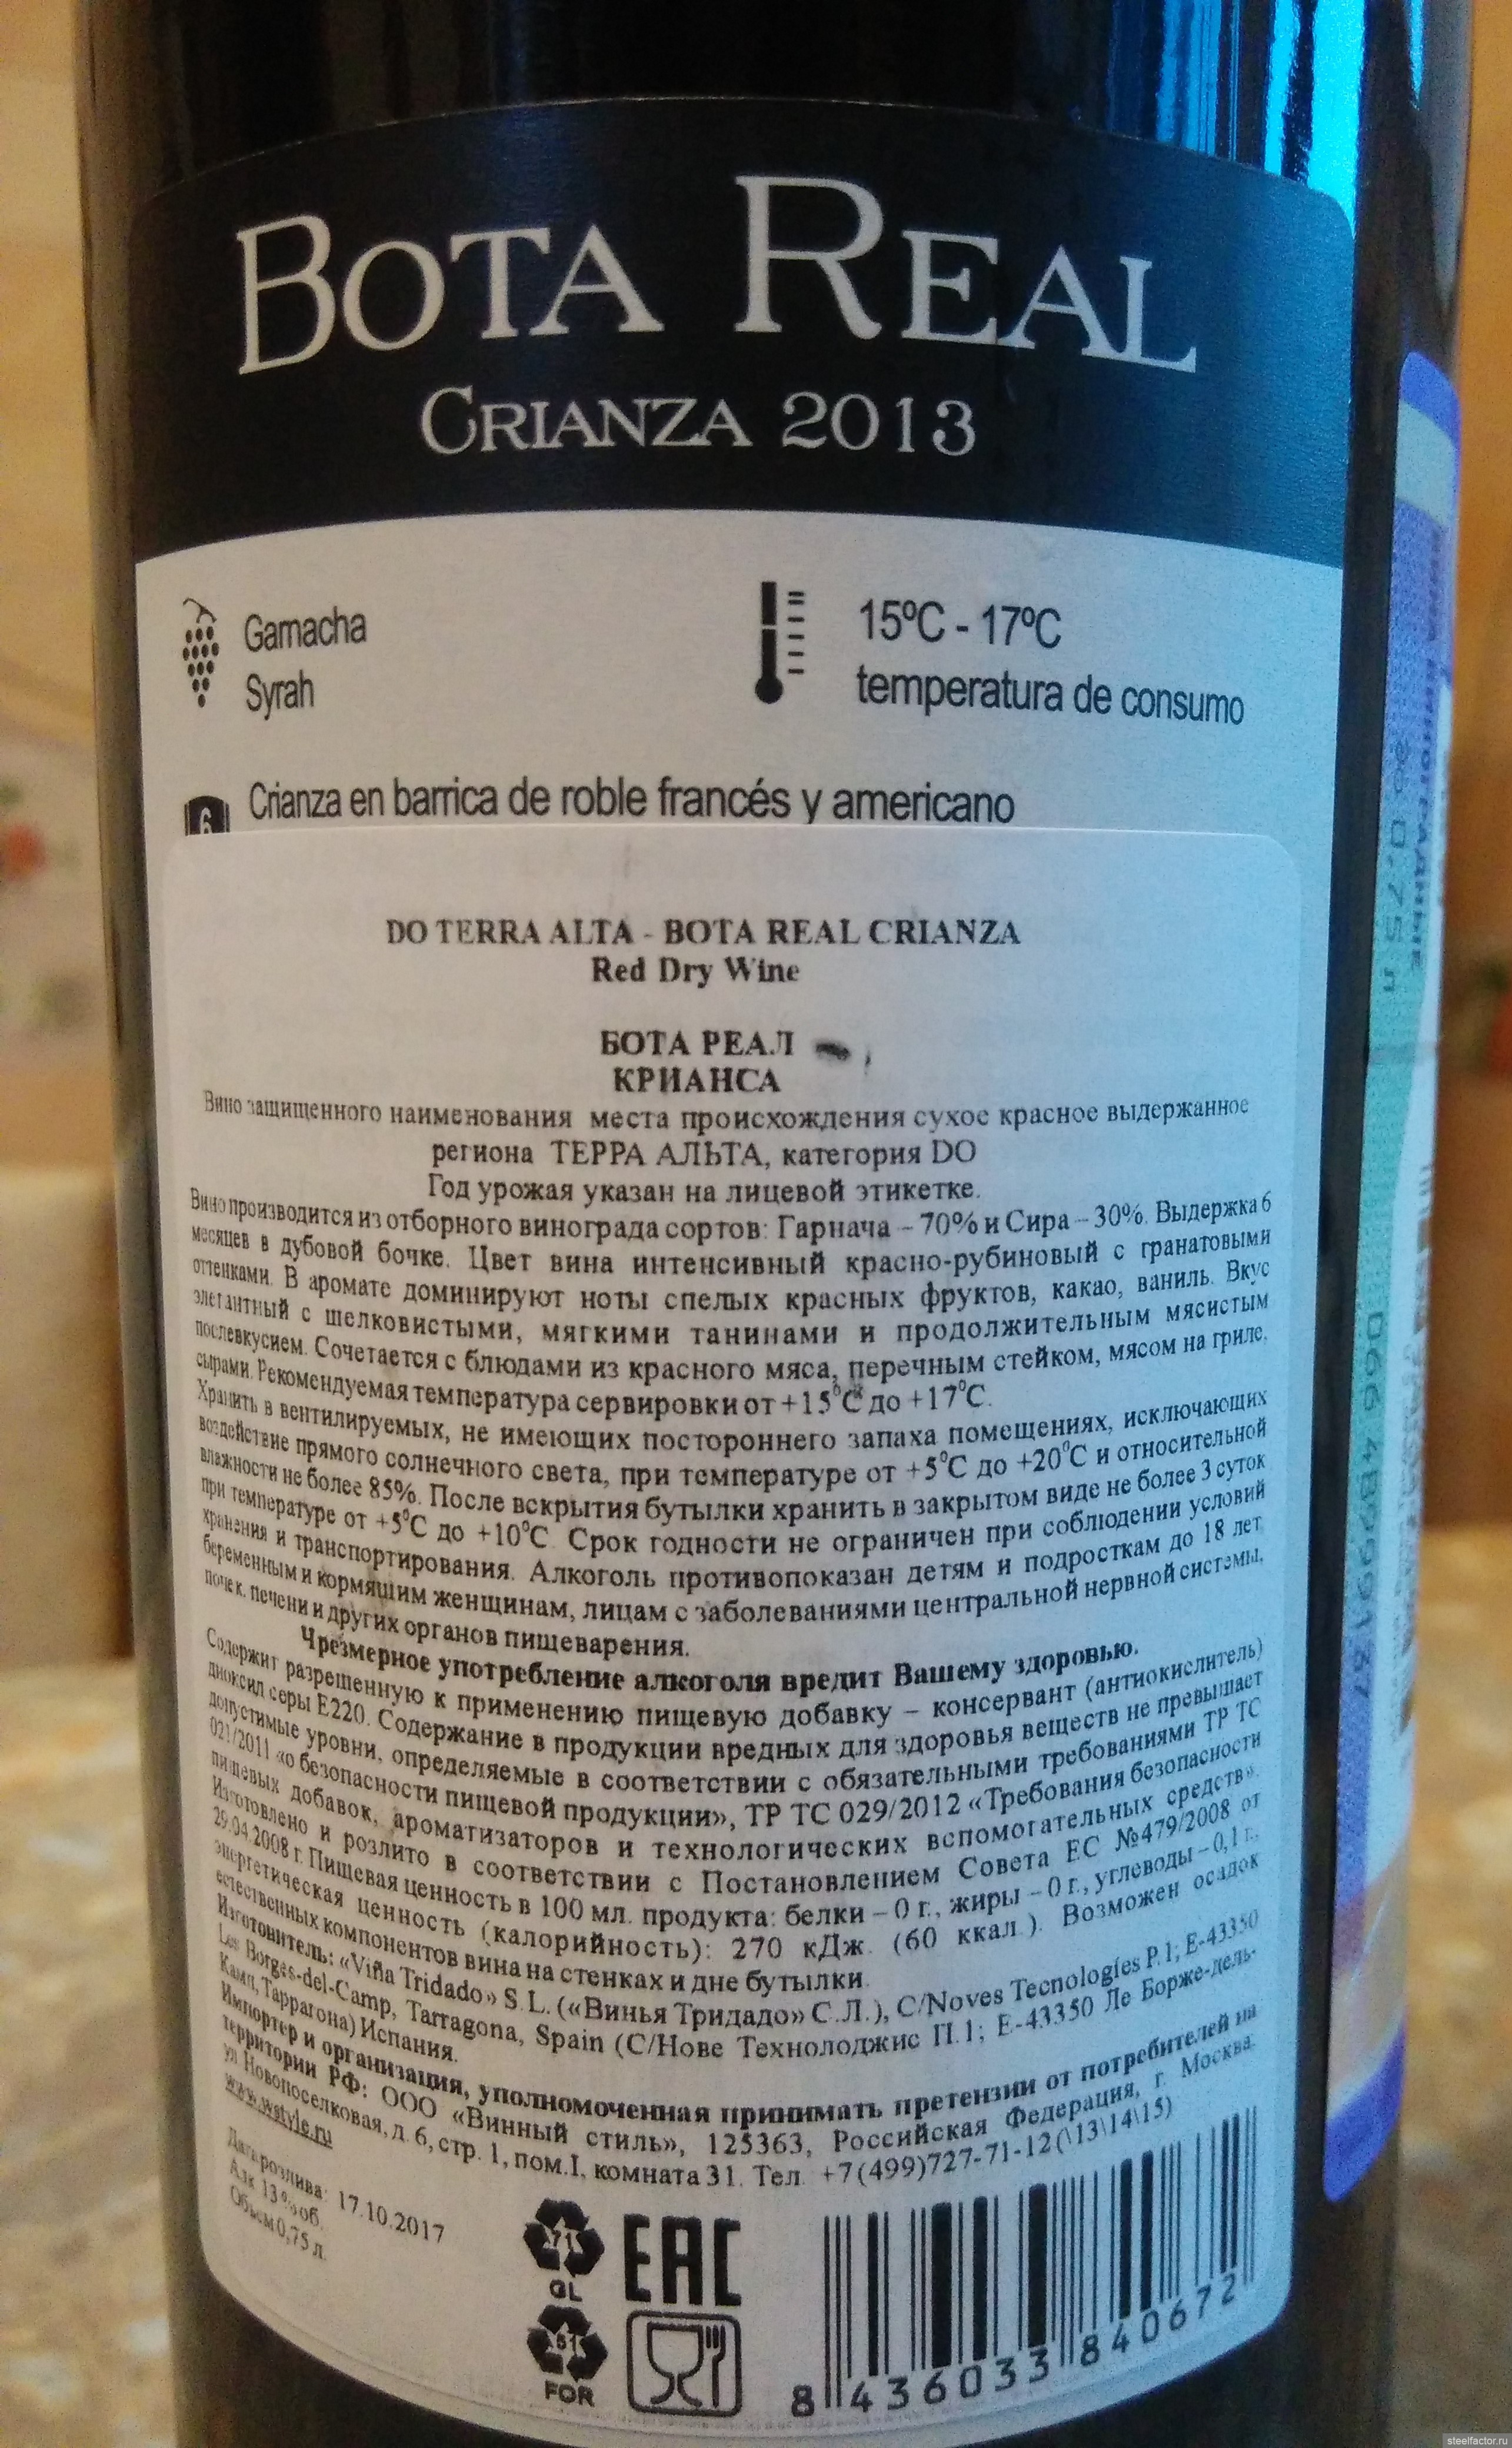 BOTA REAL
CRIANZA 2013
Garnacha
Syrah
15ºC - 17ºC
temperatura de consumo
6
Crianza en barrica de roble francés y americano
DO TERRA ALTA - BOTA REAL CRIANZA
Red Dry Wine
БОТА РЕАЛ
КРИАНСА
Вино защищенного наименования места происхождения сухое красное выдержанное
региона ТЕРРА АЛЬТА, категория DO
Год урожая указан на лицевой этикетке.
Вино производится из отборного винограда сортов: Гарнача – 70% и Сира – 30%. Выдержка 6
месяцев в дубовой бочке. Цвет вина интенсивный красно-рубиновый с гранатовыми
оттенками. В аромате доминируют ноты спелых красных фруктов, какао, ваниль. Вкус
элегантный с шелковистыми, мягкими танинами и продолжительным мясистым
послевкусием. Сочетается с блюдами из красного мяса, перечным стейком, мясом на гриле,
сырами. Рекомендуемая температура сервировки от +15°С до +17°С.
Хранить в вентилируемых, не имеющих постороннего запаха помещениях, исключающих
воздействие прямого солнечного света, при температуре от +5°С до +20°С и относительной
влажности не более 85%. После вскрытия бутылки хранить в закрытом виде не более 3 суток
при температуре от +5°С до +10°С. Срок годности не ограничен при соблюдении условий
хранения и транспортирования. Алкоголь противопоказан детям и подросткам до 18 лет,
беременным и кормящим женщинам, лицам с заболеваниями центральной нервной системы,
почек, печени и других органов пищеварения.
Чрезмерное употребление алкоголя вредит Вашему здоровью.
Содержит разрешенную к применению пищевую добавку – консервант (антиокислитель)
диоксид серы Е220. Содержание в продукции вредных для здоровья веществ не превышает
допустимые уровни, определяемые в соответствии с обязательными требованиями ТР ТС
021/2011 «о безопасности пищевой продукции», ТР ТС 029/2012 «Требования безопасности
пищевых добавок, ароматизаторов и технологических вспомогательных средств».
Изготовлено и розлито в соответствии с Постановлением Совета ЕС №479/2008 от
29.04.2008 г. Пищевая ценность в 100 мл. продукта: белки – 0 г., жиры – 0 г., углеводы – 0,1 г.,
энергетическая ценность (калорийность): 270 кДж. (60 ккал.). Возможен осадок
естественных компонентов вина на стенках и дне бутылки.
Изготовитель: «Viña Tridado» S.L. («Винья Тридадо» С.Л.), C/Noves Tecnologíes P.1; E-43350
Les Borges-del-Camp, Tarragona, Spain (С/Нове Технолоджис П.1; Е-43350 Ле Борже-дель-
Камп, Таррагона) Испания.
Импортер и организация, уполномоченная принимать претензии от потребителей на
территории РФ: ООО «Винный стиль», 125363, Российская Федерация, г. Москва,
ул Новопоселковая, д. 6, стр. 1, пом.I, комната 31. Тел. +7(499)727-71-12(\13\14\15)
www.wstyle.ru
Дата розлива: 17.10.2017
Алк 13 % об.
Объем 0,75 л.
71
GL
EAC
51
FOR
8 436033 840672
0,75 л
steelfactor.ru